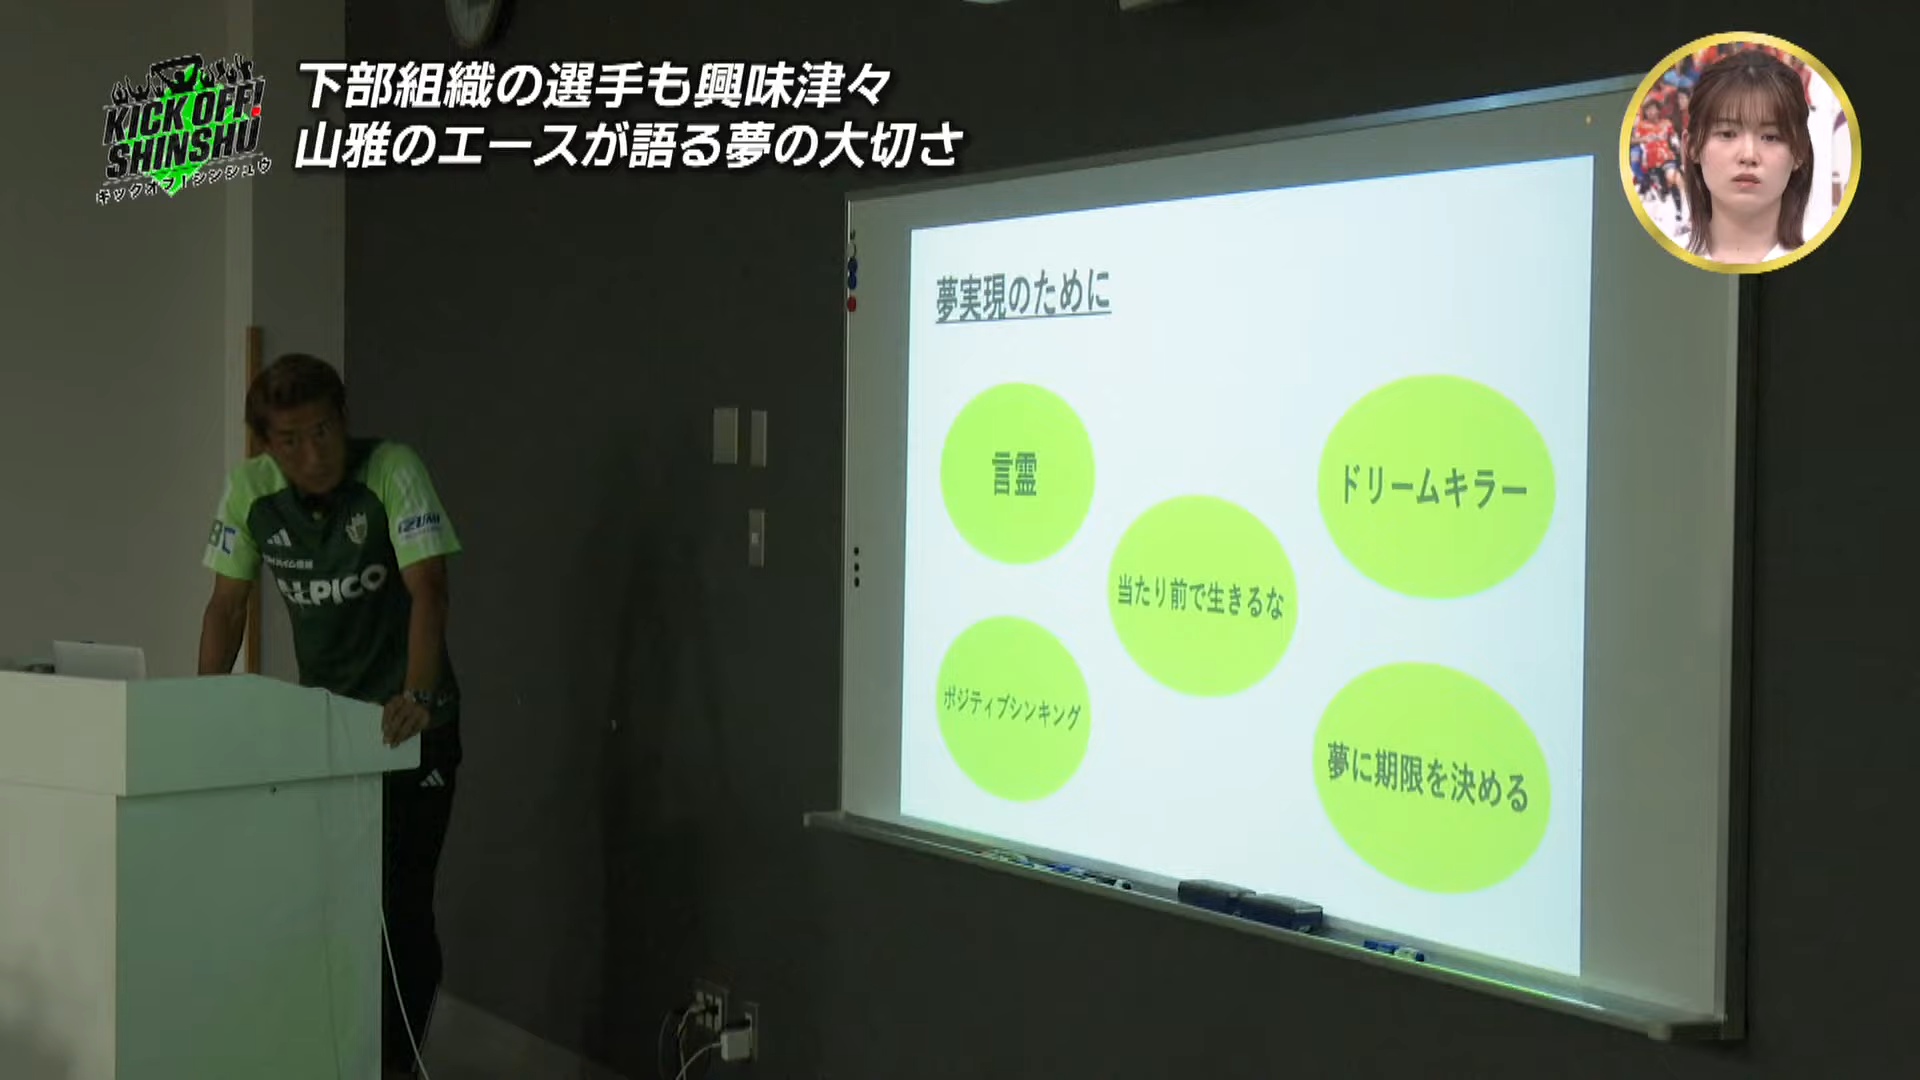 KICK OFF!
SHINSHU
キックオフ!シンシュウ
下部組織の選手も興味津々
山雅のエースが語る夢の大切さ
夢実現のために
言霊
ドリームキラー
当たり前で生きるな
ポジティブシンキング
夢に期限を決める
ALPICO